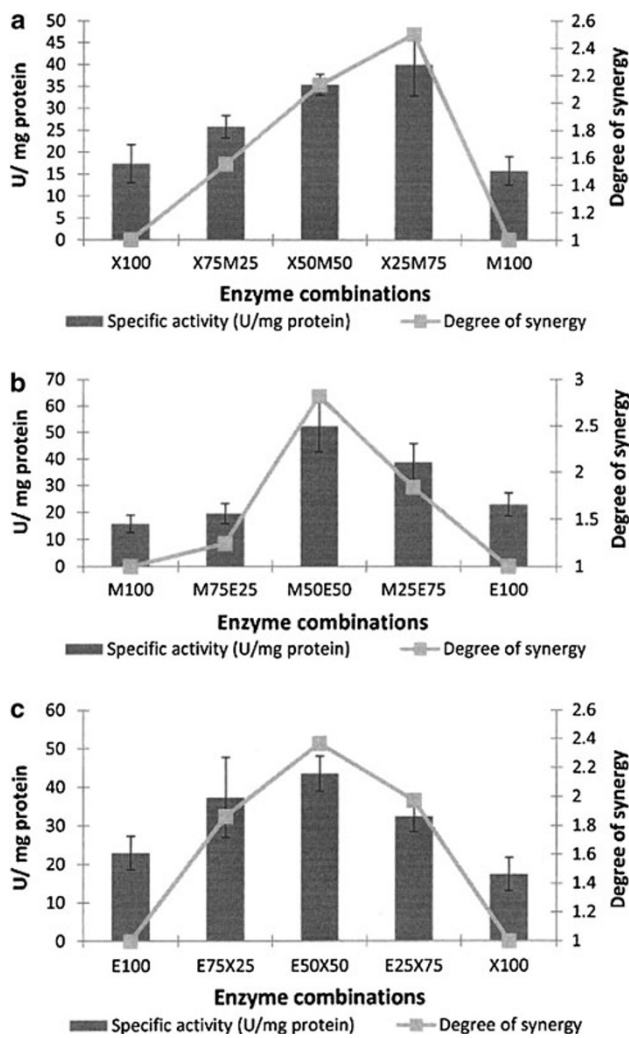 a
50
45
40
35
30
25
20
15
10
5
0
U/ mg protein
2.6
2.4
2.2
2
1.8
1.6
1.4
1.2
1
Degree of synergy
X100 X75M25 X50M50 X25M75 M100
Enzyme combinations
Specific activity (U/mg protein) Degree of synergy
b
70
60
50
40
30
20
10
0
U/ mg protein
3
2.5
2
1.5
1
Degree of synergy
M100 M75E25 M50E50 M25E75 E100
Enzyme combinations
Specific activity (U/mg protein) Degree of synergy
c
60
50
40
30
20
10
0
U/ mg protein
2.6
2.4
2.2
2
1.8
1.6
1.4
1.2
1
Degree of synergy
E100 E75X25 E50X50 E25X75 X100
Enzyme combinations
Specific activity (U/mg protein) Degree of synergy